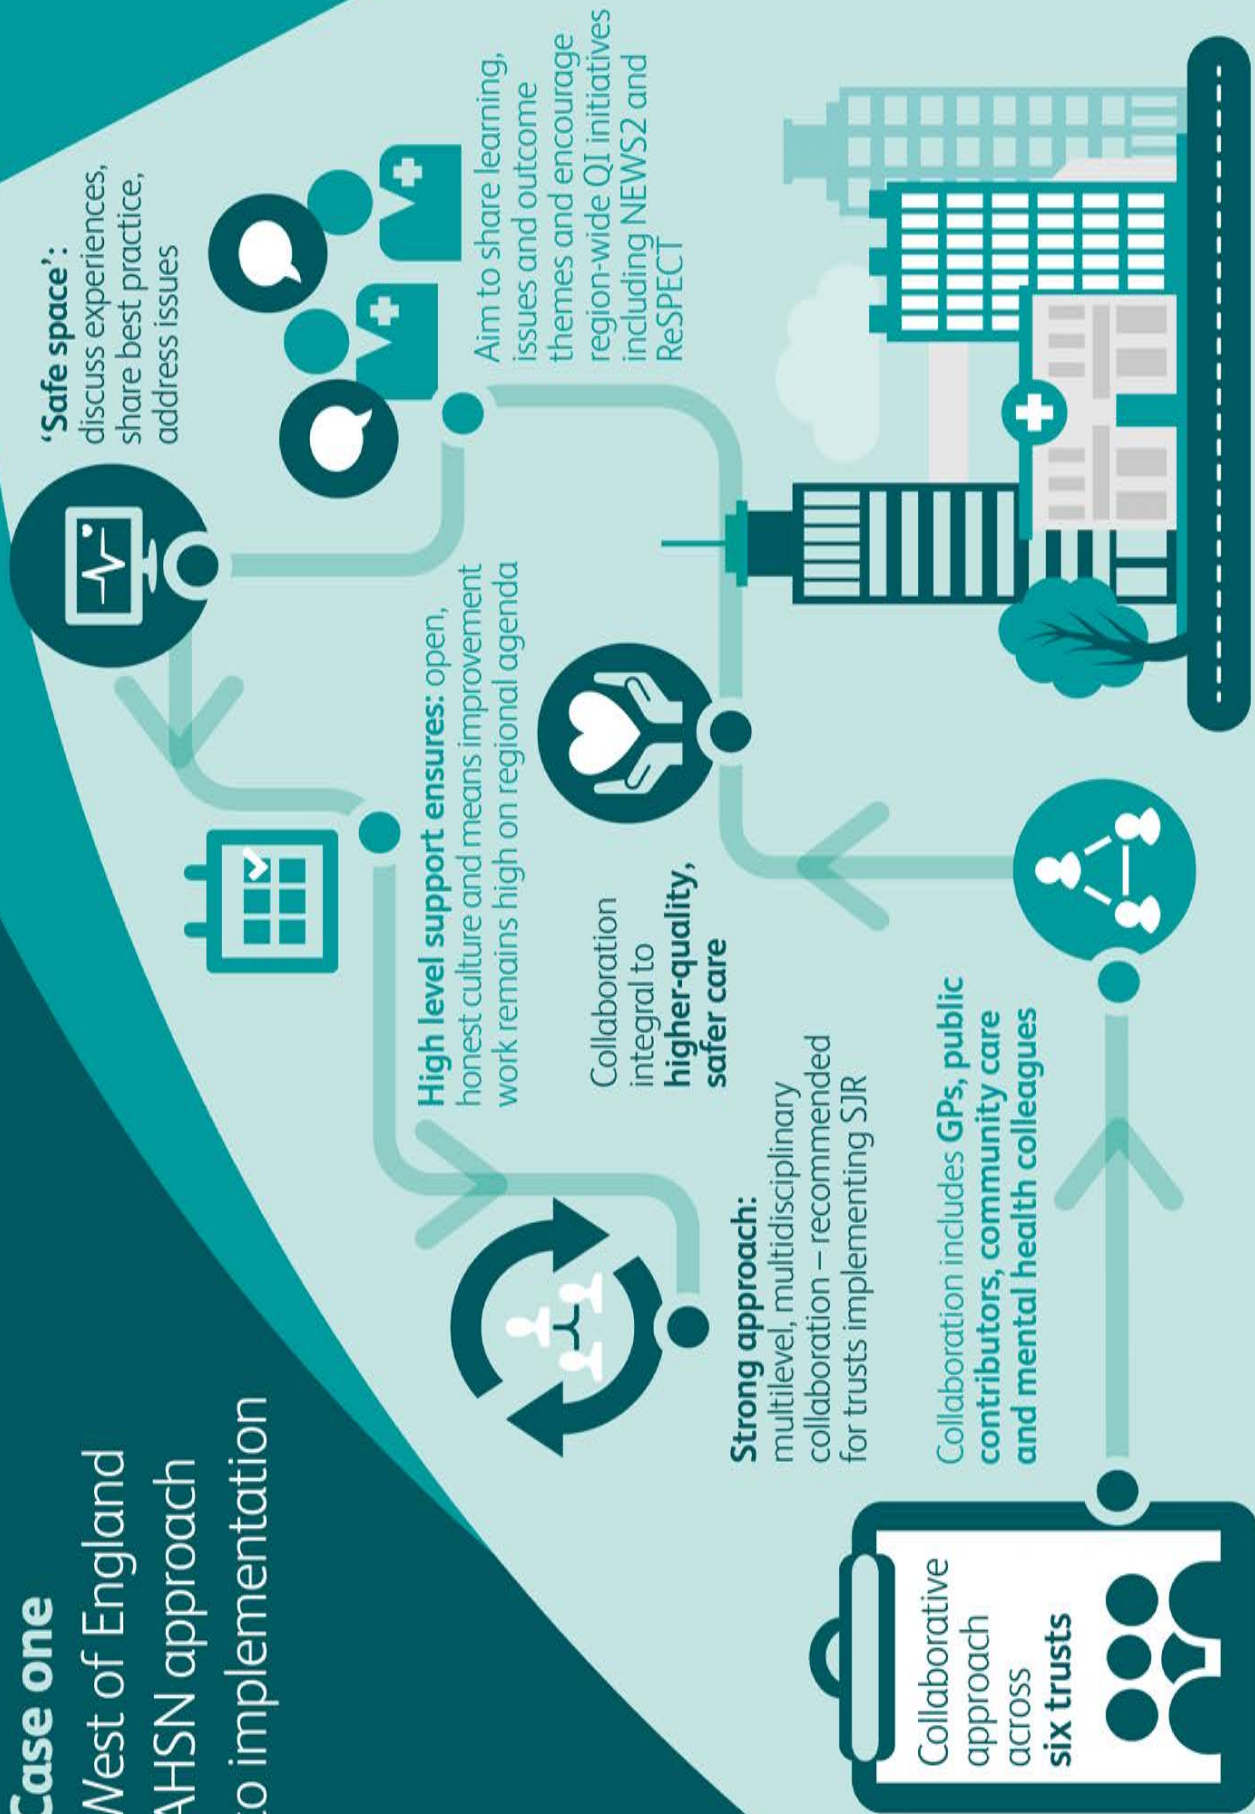 Case one
West of England
AHSN approach
to implementation
Collaborative
approach
across
six trusts
Collaboration includes GPs, public
contributors, community care
and mental health colleagues
Collaboration
integral to
higher-quality,
safer care
Aim to share learning,
issues and outcome
themes and encourage
region-wide QI initiatives
including NEWS2 and
ReSPECT
‘Safe space’:
discuss experiences,
share best practice,
address issues
High level support ensures: open,
honest culture and means improvement
work remains high on regional agenda
Strong approach:
multilevel, multidisciplinary
collaboration – recommended
for trusts implementing SJR